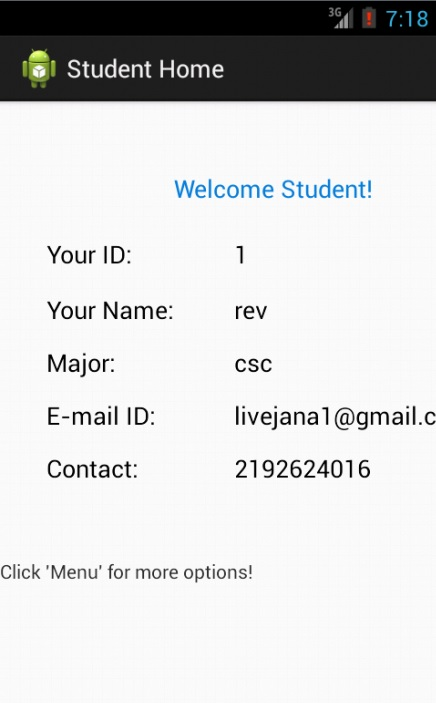 3G 7:18
Student Home
Welcome Student!
Your ID: 1
Your Name: rev
Major: csc
E-mail ID: livejana1@gmail.c
Contact: 2192624016
Click 'Menu' for more options!